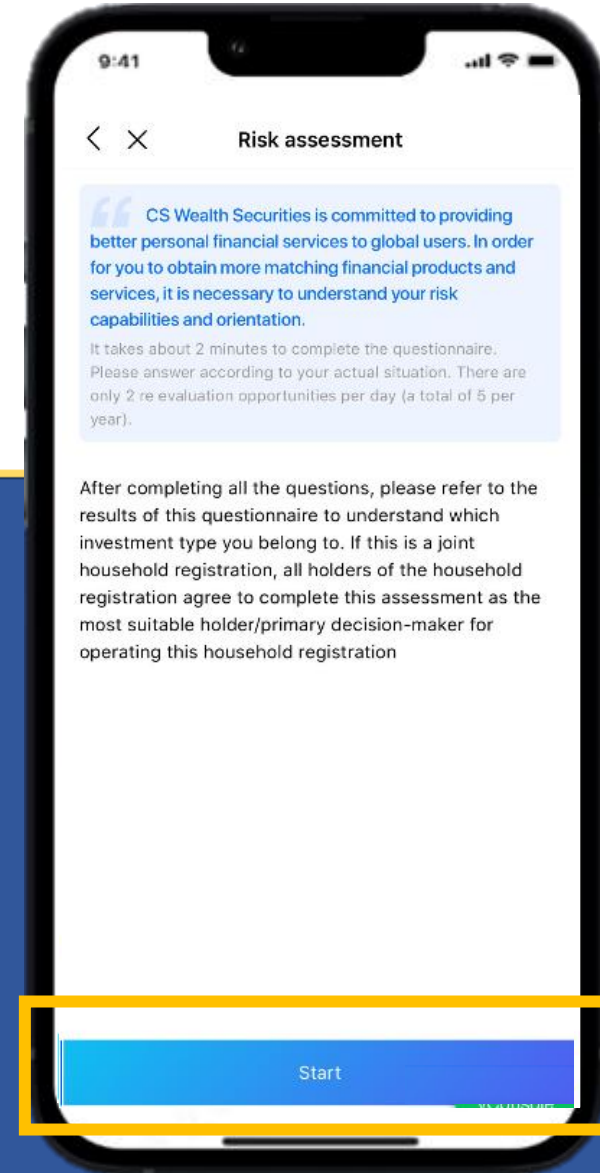 9:41
Risk assessment
CS Wealth Securities is committed to providing
better personal financial services to global users. In order
for you to obtain more matching financial products and
services, it is necessary to understand your risk
capabilities and orientation.
It takes about 2 minutes to complete the questionnaire.
Please answer according to your actual situation. There are
only 2 re evaluation opportunities per day (a total of 5 per
year).
After completing all the questions, please refer to the
results of this questionnaire to understand which
investment type you belong to. If this is a joint
household registration, all holders of the household
registration agree to complete this assessment as the
most suitable holder/primary decision-maker for
operating this household registration
Start